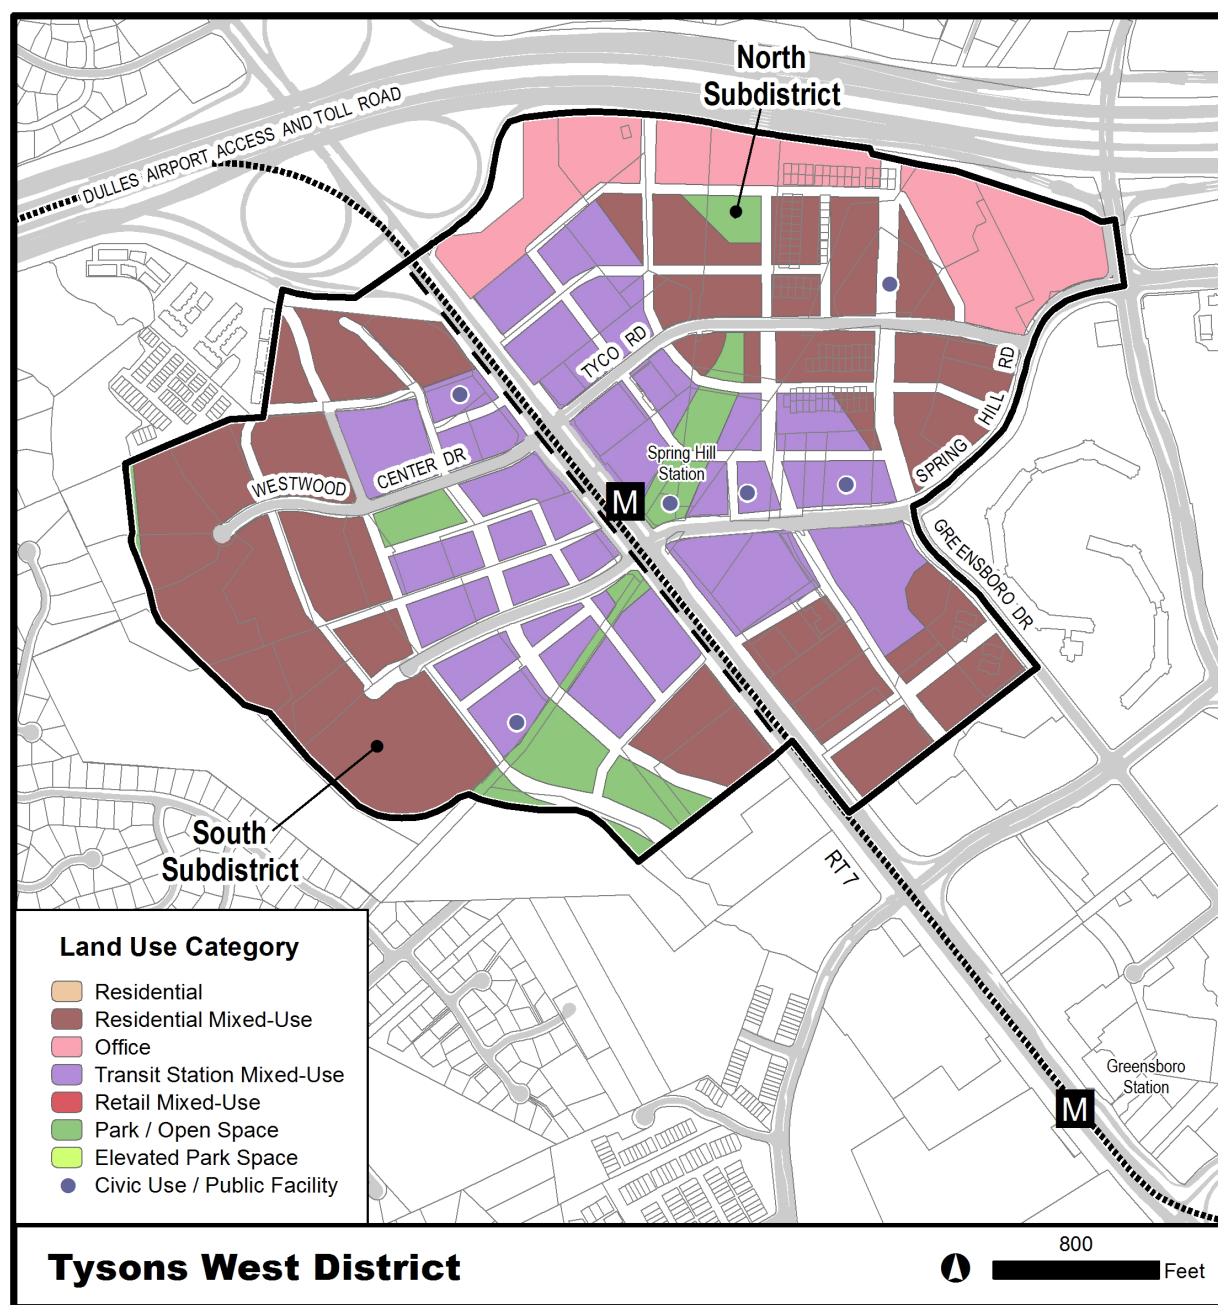 North
Subdistrict
DULLES AIRPORT ACCESS AND TOLL ROAD
TYCO RD
SPRING HILL RD
Spring Hill
Station
M
WESTWOOD CENTER DR
GREENSBORO DR
South
Subdistrict
RT 7
Greensboro
Station
M
Land Use Category
Residential
Residential Mixed-Use
Office
Transit Station Mixed-Use
Retail Mixed-Use
Park / Open Space
Elevated Park Space
Civic Use / Public Facility
Tysons West District
800
Feet